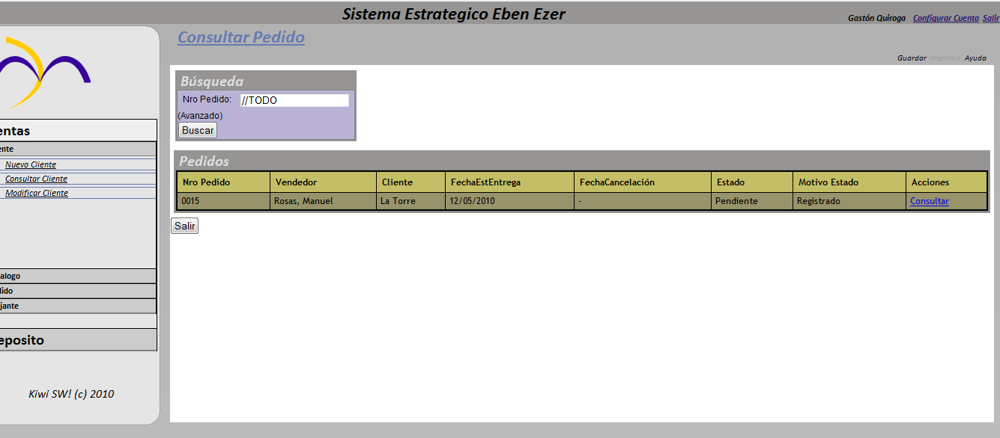 Sistema Estrategico Eben Ezer
Gastón Quiroga Configurar Cuenta Salir
Consultar Pedido
Guardar Imprimir Ayuda
Búsqueda
Nro Pedido: //TODO
(Avanzado)
Buscar
entas
ente
Nuevo Cliente
Consultar Cliente
Modificar Cliente
alogo
dido
jante
eposito
Kiwi SW! (c) 2010
Pedidos
Nro Pedido Vendedor Cliente FechaEstEntrega FechaCancelación Estado Motivo Estado Acciones
0015 Rosas, Manuel La Torre 12/05/2010 - Pendiente Registrado Consultar
Salir